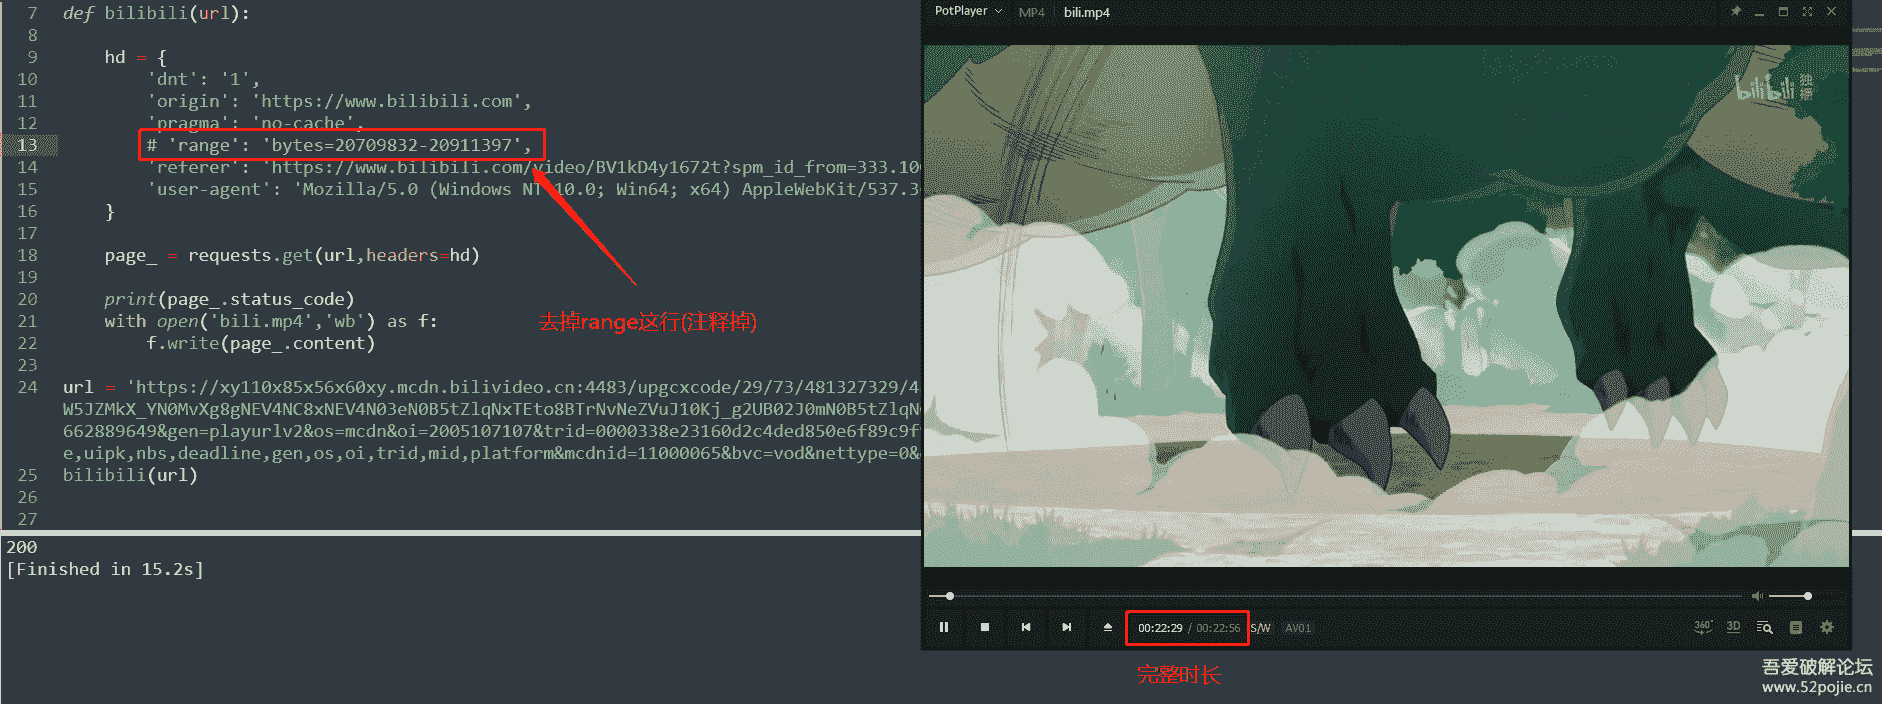 7 def bilibili(url):
8
9 hd = {
10 'dnt': '1',
11 'origin': 'https://www.bilibili.com',
12 'pragma': 'no-cache',
13 # 'range': 'bytes=20709832-20911397',
14 'referer': 'https://www.bilibili.com/video/BV1kD4y1672t?spm_id_from=333.10
15 'user-agent': 'Mozilla/5.0 (Windows NT 10.0; Win64; x64) AppleWebKit/537.3
16 }
17
18 page_ = requests.get(url,headers=hd)
19
20 print(page_.status_code)
21 with open('bili.mp4','wb') as f:
22 f.write(page_.content)
23
24 url = 'https://xy110x85x56x60xy.mcdn.bilivideo.cn:4483/upgcxcode/29/73/481327329/4
W5JZMkX_YN0MvXg8gNEV4NC8xNEV4N03eN0B5tZlqNxTEto8BTrNvNeZVuJ10Kj_g2UB02J0mN0B5tZlqN
662889649&gen=playurlv2&os=mcdn&oi=2005107107&trid=0000338e23160d2c4ded850e6f89c9f
e,uipk,nbs,deadline,gen,os,oi,trid,mid,platform&mcdnid=11000065&bvc=vod&nettype=0&
25 bilibili(url)
26
27
去掉range这行(注释掉)
200
[Finished in 15.2s]
PotPlayer MP4 bili.mp4
bilibili 独播
00:22:29 / 00:22:56 S/W AV01
360° 3D
完整时长
吾爱破解论坛
www.52pojie.cn